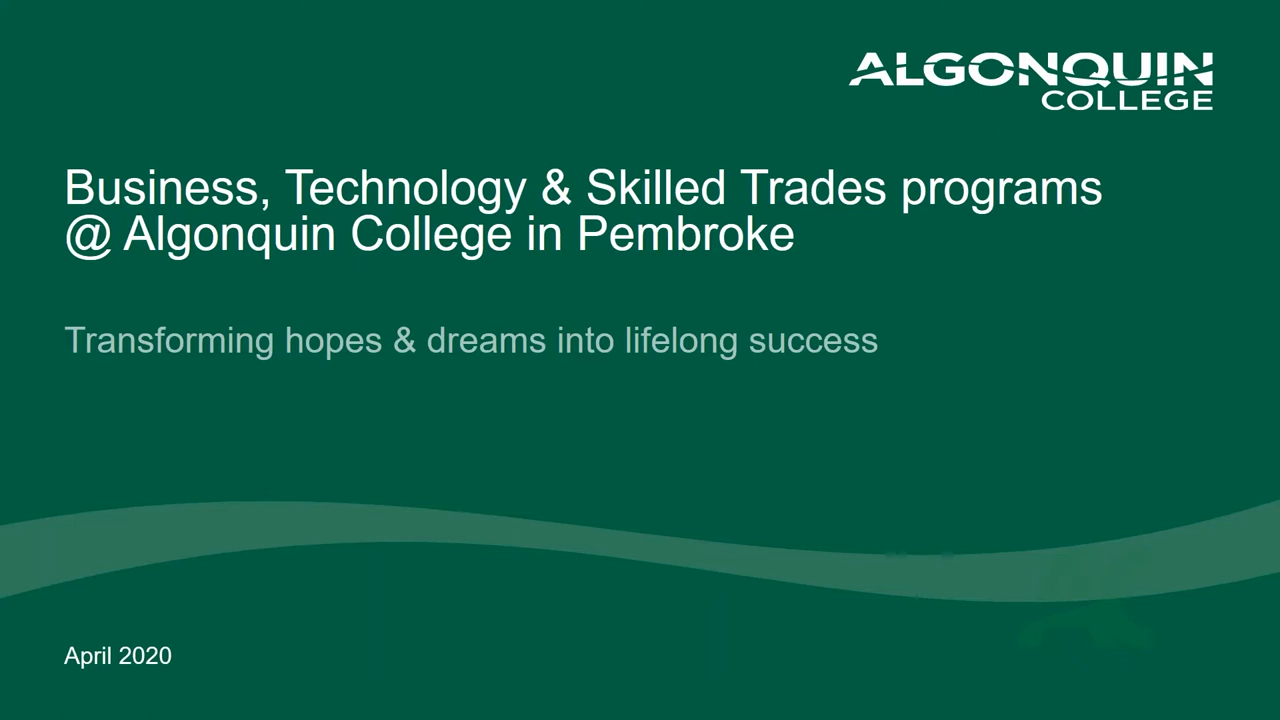 ALGONQUIN
COLLEGE
Business, Technology & Skilled Trades programs
@ Algonquin College in Pembroke
Transforming hopes & dreams into lifelong success
April 2020